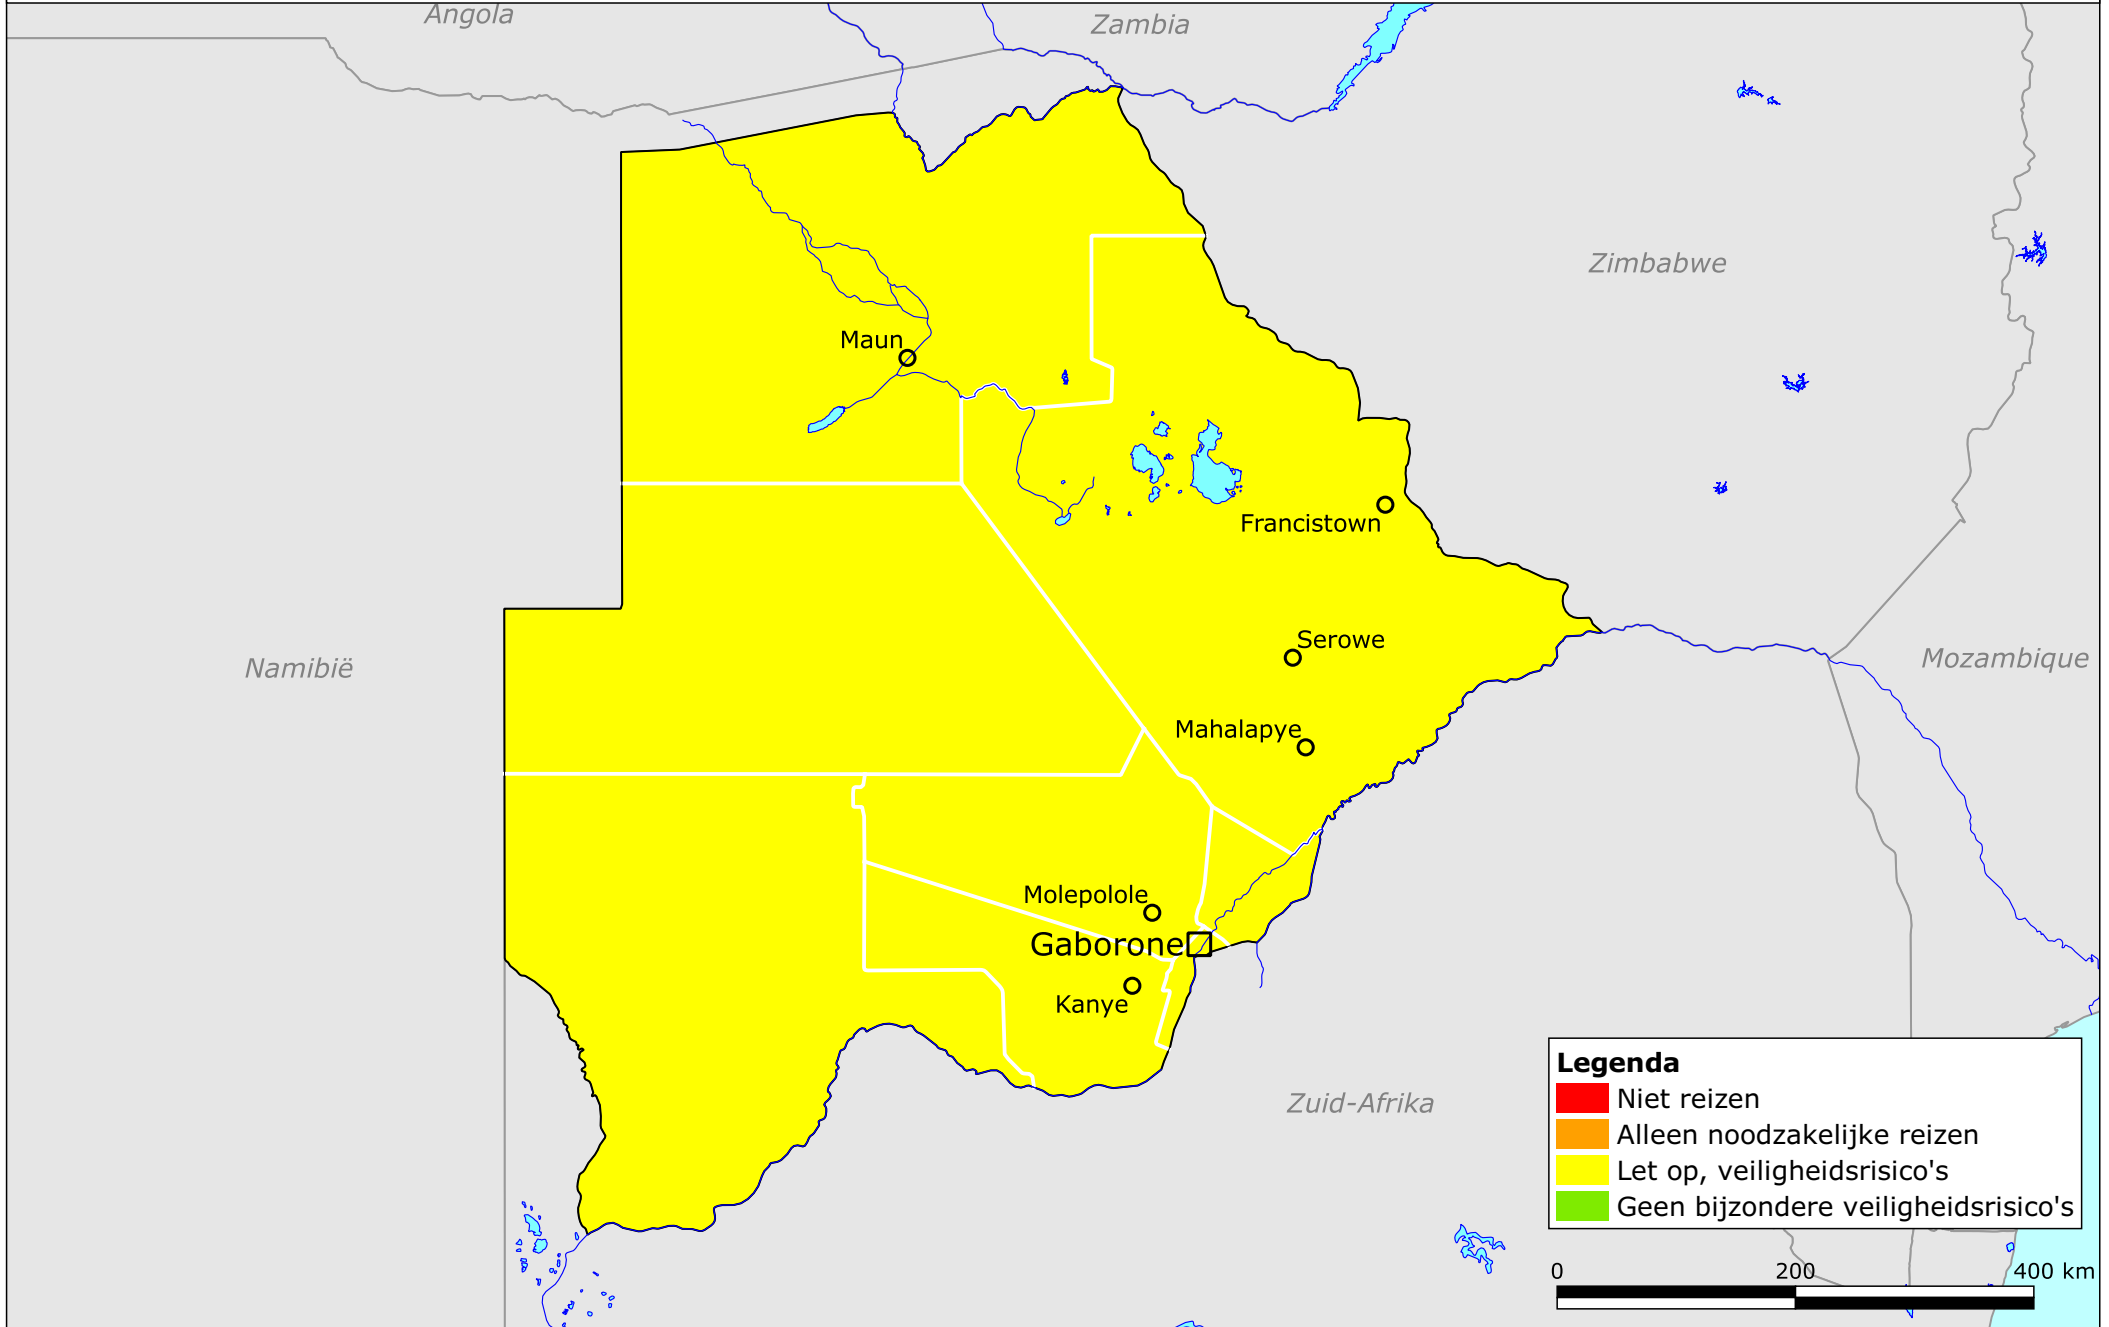 Angola
Zambia
Zimbabwe
Maun
Francistown
Serowe
Namibië
Mozambique
Mahalapye
Molepolole
Gaborone
Kanye
Zuid-Afrika
Legenda
Niet reizen
Alleen noodzakelijke reizen
Let op, veiligheidsrisico's
Geen bijzondere veiligheidsrisico's
0 200 400 km